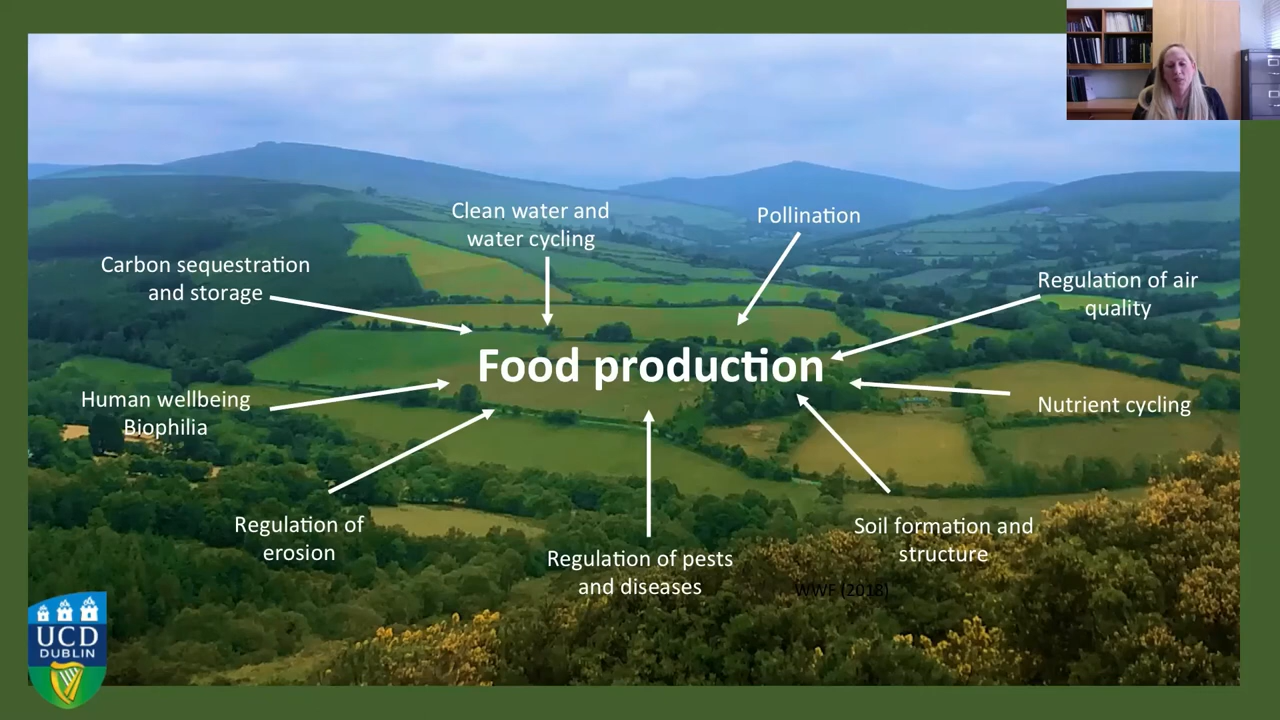 Clean water and
water cycling
Pollination
Carbon sequestration
and storage
Regulation of air
quality
Food production
Human wellbeing
Biophilia
Nutrient cycling
Regulation of
erosion
Regulation of pests
and diseases
Soil formation and
structure
WWF (2018)
UCD
DUBLIN